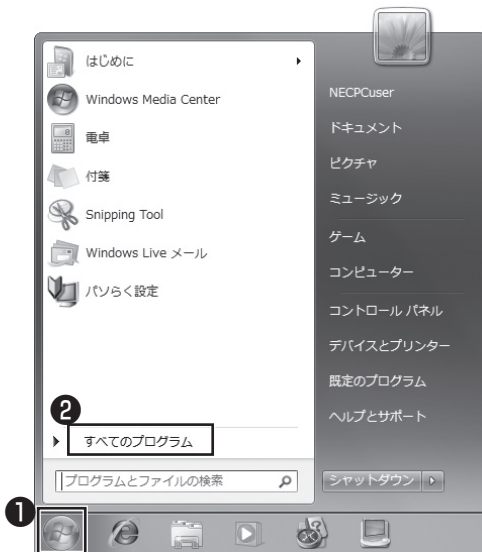 はじめに
Windows Media Center
電卓
付箋
Snipping Tool
Windows Live メール
パソらく設定
❷
すべてのプログラム
プログラムとファイルの検索
❶
NECPCuser
ドキュメント
ピクチャ
ミュージック
ゲーム
コンピューター
コントロール パネル
デバイスとプリンター
既定のプログラム
ヘルプとサポート
シャットダウン